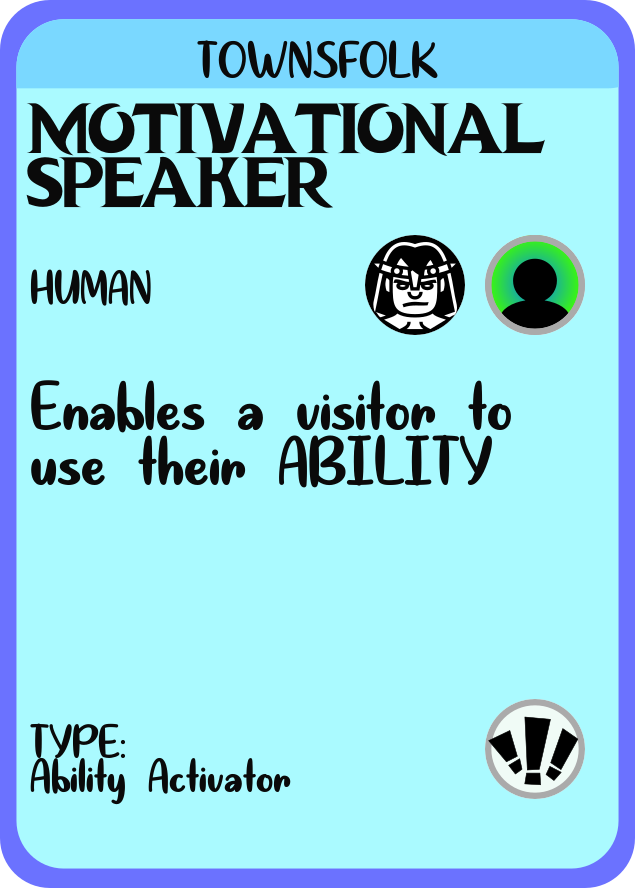 TOWNSFOLK
MOTIVATIONAL
SPEAKER
HUMAN
Enables a visitor to
use their ABILITY
TYPE:
Ability Activator